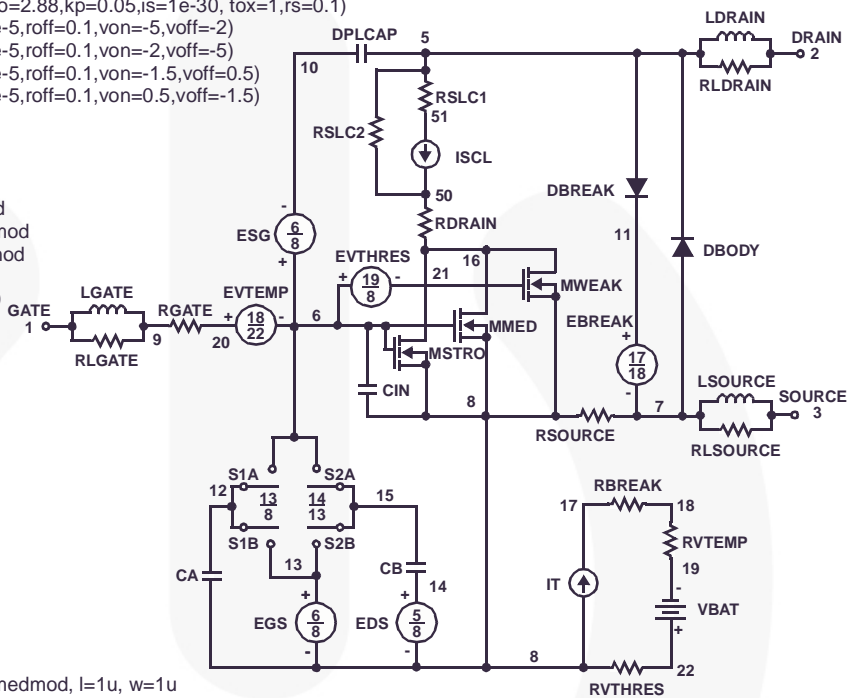 o=2.88,kp=0.05,is=1e-30, tox=1,rs=0.1)
e-5,roff=0.1,von=-5,voff=-2)
e-5,roff=0.1,von=-2,voff=-5)
e-5,roff=0.1,von=-1.5,voff=0.5)
e-5,roff=0.1,von=0.5,voff=-1.5)
d
mod
mod
LDRAIN
DPLCAP 5 DRAIN
10 2
RLDRAIN
RSLC1
51
RSLC2
ISCL
50
DBREAK
- RDRAIN
ESG 6 8
+ 11
DBODY
EVTHRES 16
+ 19 8 - 21
MWEAK
LGATE EVTEMP
GATE RGATE + 18 22 - 6
1 9 20
EBREAK
MMED +
MSTRO 17 18
RLGATE
-
LSOURCE
CIN 8 7 SOURCE
3
RSOURCE
RLSOURCE
S1A S2A
12 13 8 14 13 15
S1B S2B
RBREAK
17 18
13
CA CB
RVTEMP
14 IT 19
-
+ +
VBAT
EGS 6 8 EDS 5 8
+
- -
8 22
RVTHRES
medmod, l=1u, w=1u